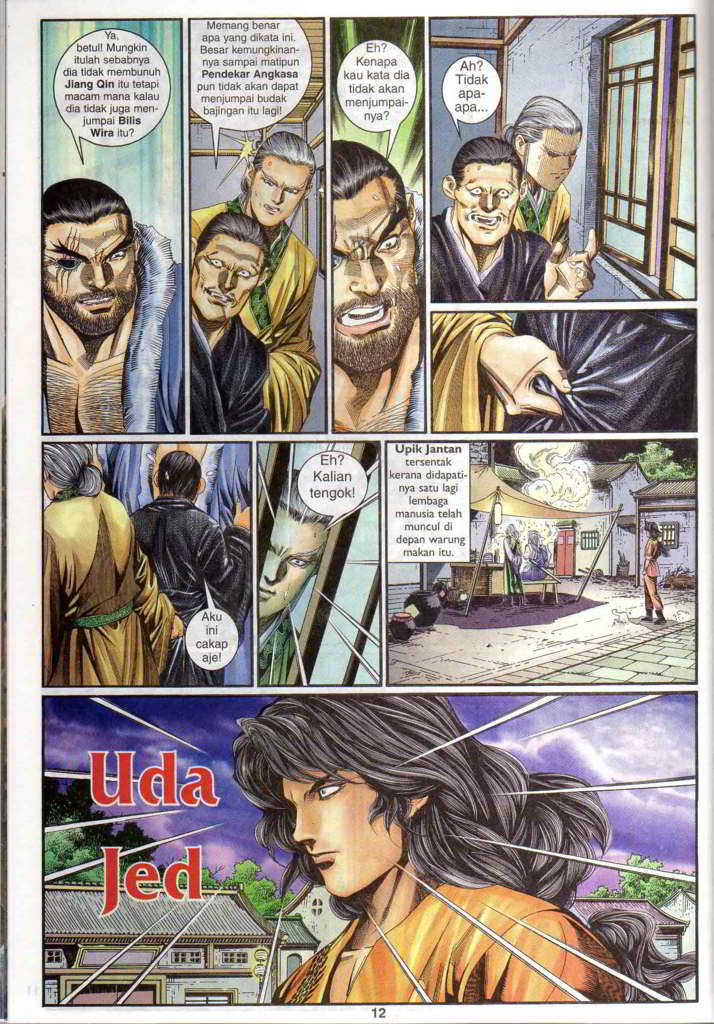 Ya,
betul! Mungkin
itulah sebabnya
dia tidak membunuh
Jiang Qin itu tetapi
macam mana kalau
dia tidak juga men-
jumpai Bilis
Wira itu?
Memang benar
apa yang dikata ini.
Besar kemungkinan-
nya sampai matipun
Pendekar Angkasa
pun tidak akan dapat
menjumpai budak
bajingan itu lagi!
Eh?
Kenapa
kau kata dia
tidak akan
menjumpai-
nya?
Ah?
Tidak
apa-
apa...
Aku
ini
cakap
aje!
Eh?
Kalian
tengok!
Upik Jantan
tersentak
kerana didapati-
nya satu lagi
lembaga
manusia telah
muncul di
depan warung
makan itu.
Uda
Jed
12